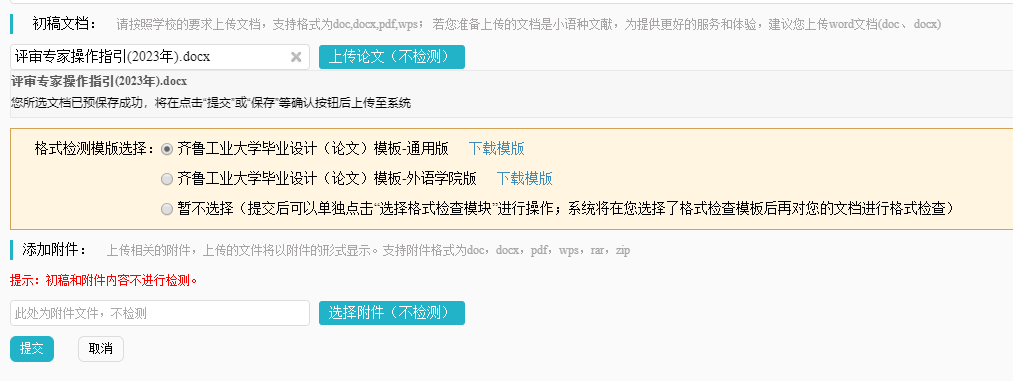 初稿文档： 请按照学校的要求上传文档，支持格式为doc,docx,pdf,wps； 若您准备上传的文档是小语种文献，为提供更好的服务和体验，建议您上传word文档(doc、docx)
评审专家操作指引(2023年).docx 上传论文（不检测）
评审专家操作指引(2023年).docx
您所选文档已预保存成功，将在点击“提交”或“保存”等确认按钮后上传至系统
格式检测模版选择： 齐鲁工业大学毕业设计（论文）模板-通用版 下载模版
齐鲁工业大学毕业设计（论文）模板-外语学院版 下载模版
暂不选择（提交后可以单独点击“选择格式检查模块”进行操作；系统将在您选择了格式检查模板后再对您的文档进行格式检查）
添加附件： 上传相关的附件，上传的文件将以附件的形式显示。支持附件格式为doc，docx，pdf，wps，rar，zip
提示：初稿和附件内容不进行检测。
此处为附件文件，不检测 选择附件（不检测）
提交 取消